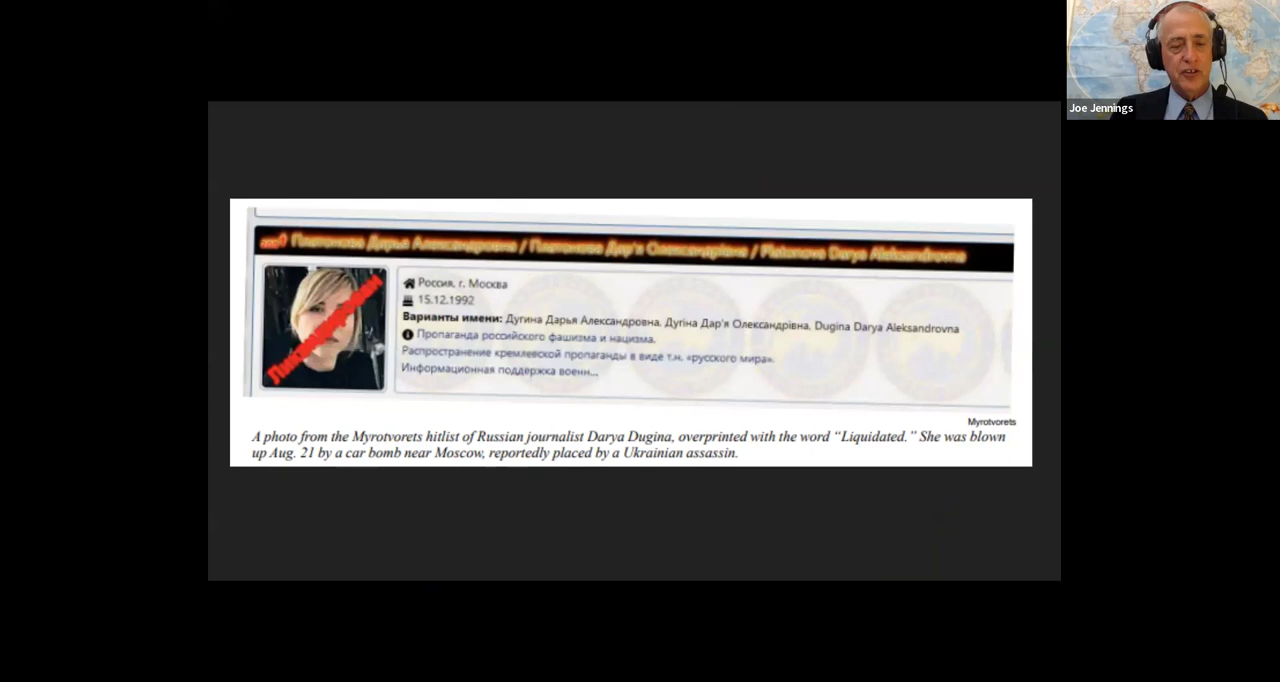 Joe Jennings
Платонова Дарья Александровна / Платонова Дар'я Олександрівна / Platonova Darya Aleksandrovna
Ликвидирован
Россия, г. Москва
15.12.1992
Варианты имени: Дугина Дарья Александровна, Дугіна Дар'я Олександрівна, Dugina Darya Aleksandrovna
Пропаганда российского фашизма и нацизма.
Распространение кремлевской пропаганды в виде т.н. «русского мира».
Информационная поддержка военн...
Myrotvorets
A photo from the Myrotvorets hitlist of Russian journalist Darya Dugina, overprinted with the word “Liquidated.” She was blown
up Aug. 21 by a car bomb near Moscow, reportedly placed by a Ukrainian assassin.